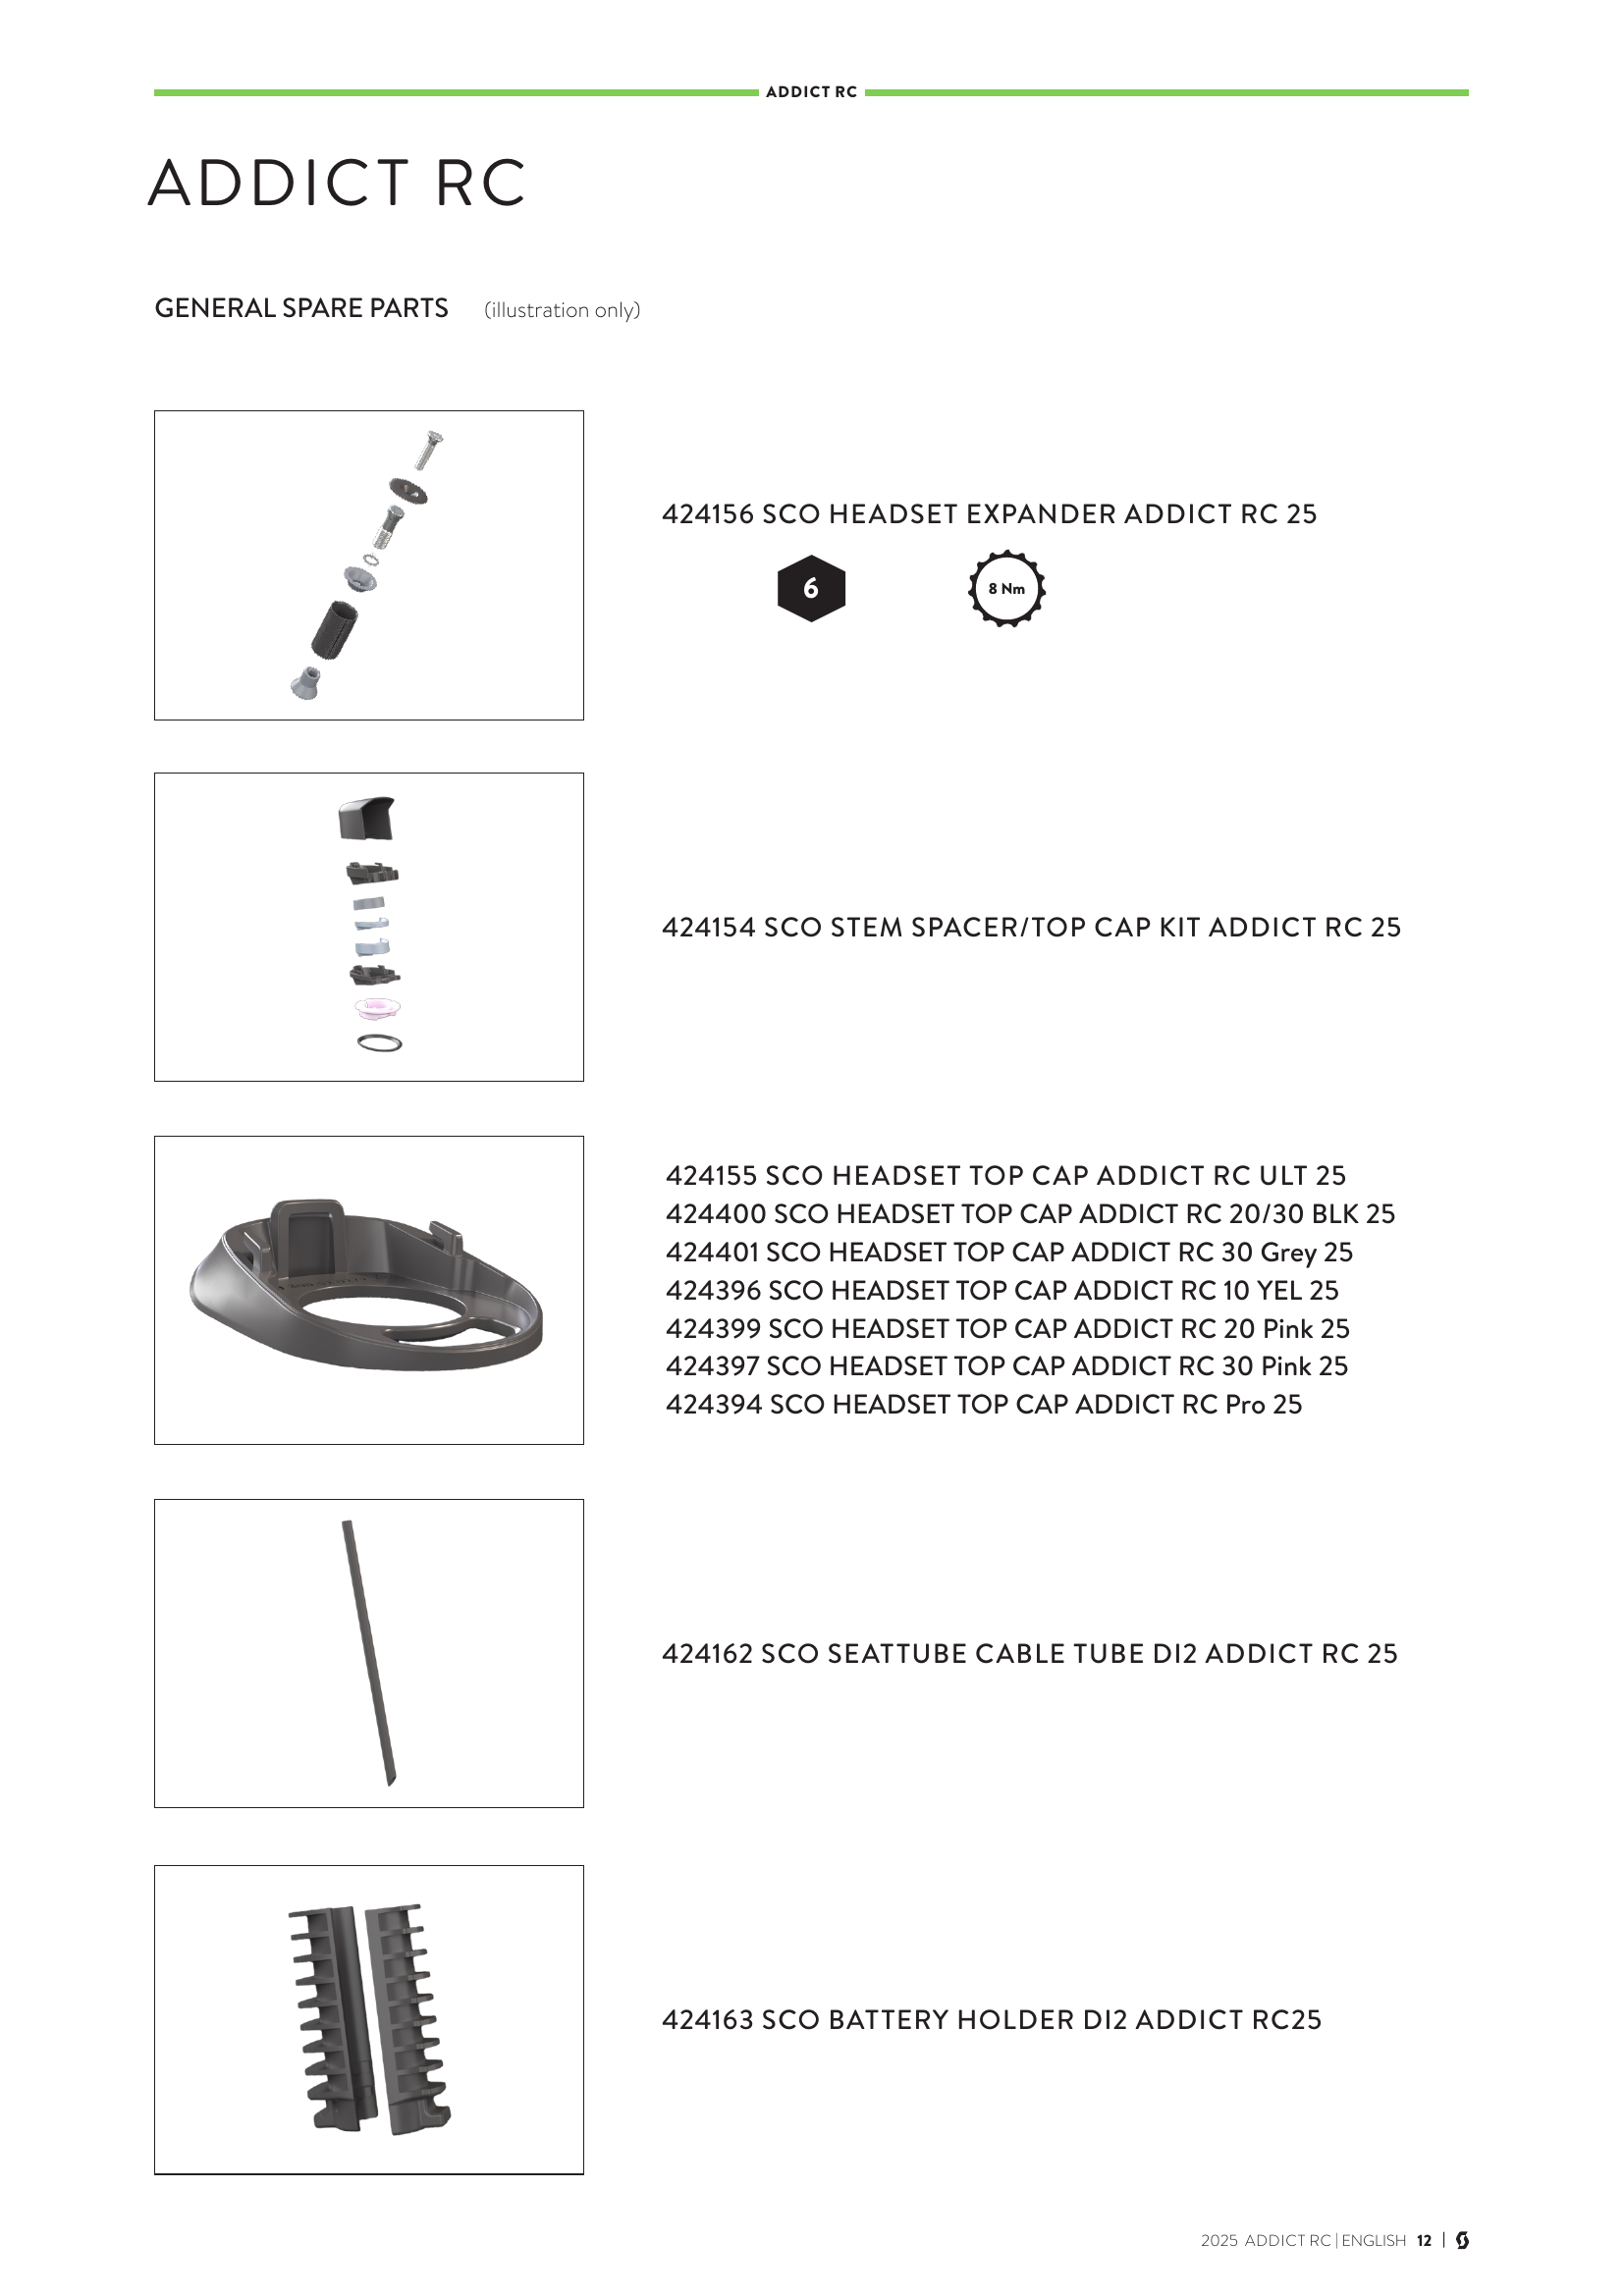 ADDICT RC
ADDICT RC
GENERAL SPARE PARTS (illustration only)
424156 SCO HEADSET EXPANDER ADDICT RC 25
6
8 Nm
424154 SCO STEM SPACER/TOP CAP KIT ADDICT RC 25
424155 SCO HEADSET TOP CAP ADDICT RC ULT 25
424400 SCO HEADSET TOP CAP ADDICT RC 20/30 BLK 25
424401 SCO HEADSET TOP CAP ADDICT RC 30 Grey 25
424396 SCO HEADSET TOP CAP ADDICT RC 10 YEL 25
424399 SCO HEADSET TOP CAP ADDICT RC 20 Pink 25
424397 SCO HEADSET TOP CAP ADDICT RC 30 Pink 25
424394 SCO HEADSET TOP CAP ADDICT RC Pro 25
424162 SCO SEATTUBE CABLE TUBE DI2 ADDICT RC 25
424163 SCO BATTERY HOLDER DI2 ADDICT RC25
2025 ADDICT RC | ENGLISH 12 |